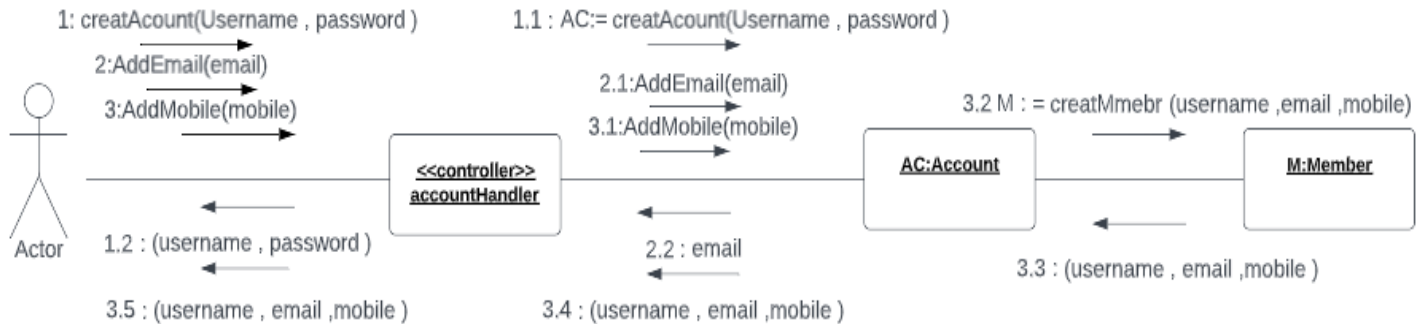 1: creatAcount(Username , password )
1.1 : AC:= creatAcount(Username , password )
2:AddEmail(email)
2.1:AddEmail(email)
3:AddMobile(mobile)
3.1:AddMobile(mobile)
3.2 M : = creatMmebr (username ,email ,mobile)
<<controller>>
accountHandler
AC:Account
M:Member
Actor
1.2 : (username , password )
2.2 : email
3.3 : (username , email ,mobile )
3.5 : (username , email ,mobile )
3.4 : (username , email ,mobile )